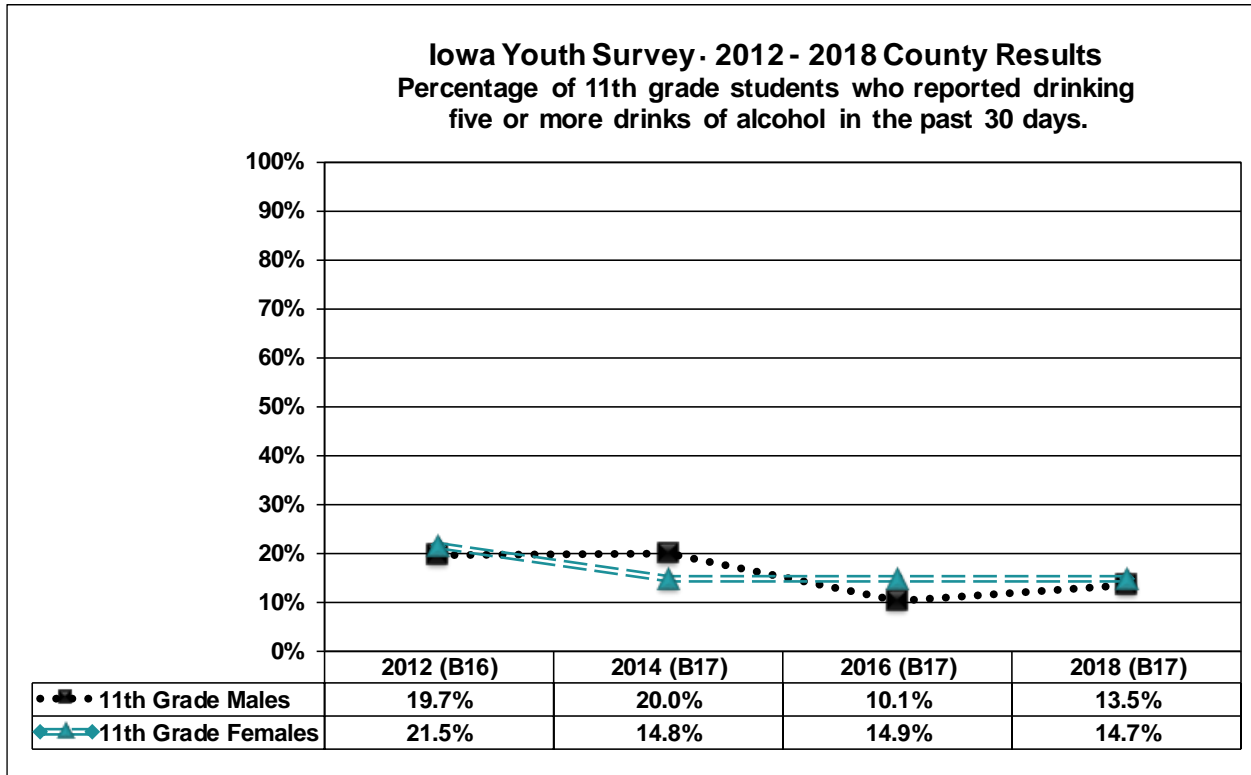 Iowa Youth Survey · 2012 - 2018 County Results
Percentage of 11th grade students who reported drinking
five or more drinks of alcohol in the past 30 days.
100%
90%
80%
70%
60%
50%
40%
30%
20%
10%
0%
2012 (B16) 2014 (B17) 2016 (B17) 2018 (B17)
11th Grade Males 19.7% 20.0% 10.1% 13.5%
11th Grade Females 21.5% 14.8% 14.9% 14.7%